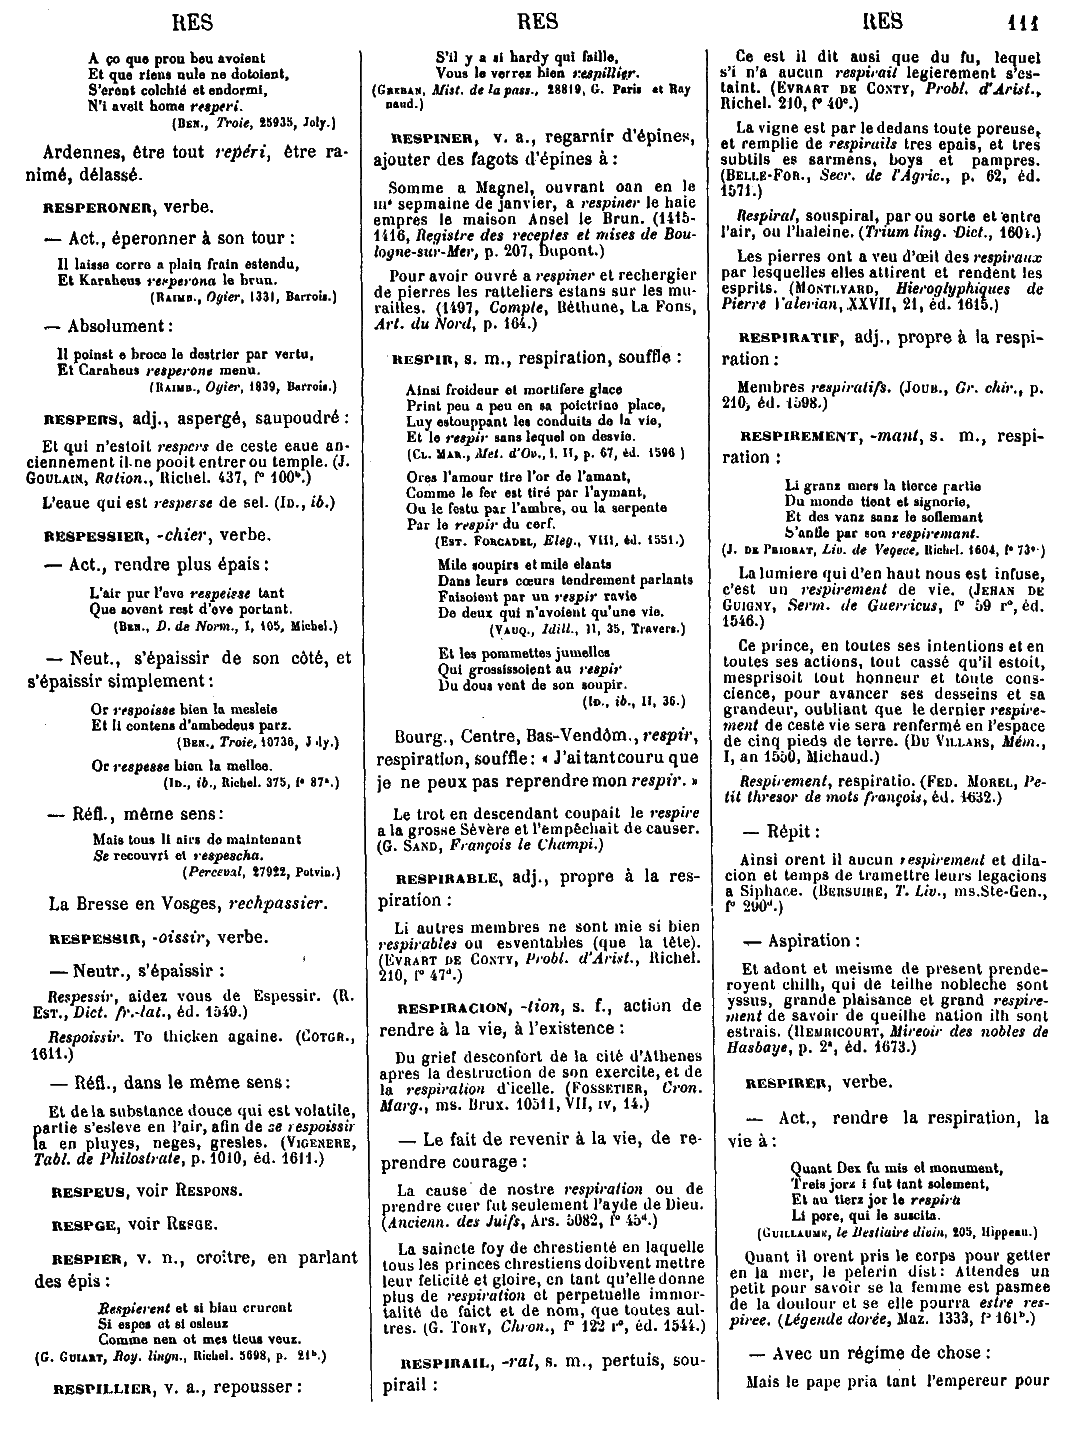 RES
RES
RES
111
A ço que prou beu avoient
Et que riens nule ne dotoient,
S'erent colchié et endormi,
N'i aveit home resperi.
(BEN., Troie, 25935, Joly.)
Ardennes, être tout repéri, être ra-
nimé, délassé.
RESPERONER, verbe.
— Act., éperonner à son tour :
Il laisse corre a plain frain estendu,
Et Karaheus resperona le brun.
(RAIMB., Ogier, 1331, Barrois.)
— Absolument :
Il poinst e broce le destrier par vertu,
Et Caraheus resperone menu.
(RAIMB., Ogier, 1839, Barrois.)
RESPERS, adj., aspergé, saupoudré :
Et qui n'estoit respers de ceste eaue an-
ciennement il ne pooit entrer ou temple. (J.
GOULAIN, Ration., Richel. 437, f° 100b.)
L'eaue qui est resperse de sel. (ID., ib.)
RESPESSIER, -chier, verbe.
— Act., rendre plus épais :
L'air pur l'eve respeisse tant
Que sovent rest d'eve portant.
(BEN., D. de Norm., I, 105, Michel.)
— Neut., s'épaissir de son côté, et
s'épaissir simplement :
Or respoisse bien la mesleie
Et li contens d'ambedeus parz.
(BEN., Troie, 10736, Joly.)
Or respesse bien la mellee.
(ID., ib., Richel. 375, f° 87a.)
— Réfl., même sens :
Mais tous li airs de maintenant
Se recouvri et respescha.
(Perceval, 27922, Potvin.)
La Bresse en Vosges, rechpassier.
RESPESSIR, -oissir, verbe.
— Neutr., s'épaissir :
Respessir, aidez vous de Espessir. (R.
EST., Dict. fr.-lat., éd. 1549.)
Respoissir. To thicken againe. (COTGR.,
1611.)
— Réfl., dans le même sens :
Et de la substance douce qui est volatile,
partie s'esleve en l'air, afin de se respoissir
la en pluyes, neges, gresles. (VIGENERE,
Tabl. de Philostrate, p. 1010, éd. 1611.)
RESPEUS, voir RESPONS.
RESPGE, voir RESGE.
RESPIER, v. n., croître, en parlant
des épis :
Respierent et si biau crurent
Si espes et si osleux
Comme nen ot mes tieus veuz.
(G. GUIART, Roy. lingn., Richel. 5698, p. 21b.)
RESPILLIER, v. a., repousser :
S'il y a si hardy qui faille,
Vous le verrez bien respillier.
(GREBAN, Mist. de la pass., 28819, G. Paris et Ray
naud.)
RESPINER, v. a., regarnir d'épines,
ajouter des fagots d'épines à :
Somme a Magnel, ouvrant oan en le
IIIe sepmaine de janvier, a respiner le haie
empres le maison Ansel le Brun. (1415-
1416, Registre des receptes et mises de Bou-
logne-sur-Mer, p. 207, Dupont.)
Pour avoir ouvré a respiner et rechergier
de pierres les ratteliers estans sur les mu-
railles. (1497, Compte, Béthune, La Fons,
Art. du Nord, p. 164.)
RESPIR, s. m., respiration, souffle :
Ainsi froideur et mortifere glace
Print peu a peu en sa poictrine place,
Luy estouppant les conduits de la vie,
Et le respir sans lequel on desvie.
(CL. MAR., Met. d'Ov., l. II, p. 67, éd. 1596 )
Ores l'amour tire l'or de l'amant,
Comme le fer est tiré par l'aymant,
Ou le festu par l'ambre, ou la serpente
Par le respir du cerf.
(EST. FORCADEL, Eleg., VIII, éd. 1551.)
Mile soupirs et mile elants
Dans leurs cœurs tendrement parlants
Faisoient par un respir ravie
De deux qui n'avoient qu'une vie.
(VAUQ., Idill., II, 35, Travers.)
Et les pommettes jumelles
Qui grossissoient au respir
Du dous vent de son soupir.
(ID., ib., II, 36.)
Bourg., Centre, Bas-Vendôm., respir,
respiration, souffle : « J'ai tant couru que
je ne peux pas reprendre mon respir. »
Le trot en descendant coupait le respire
a la grosse Sévère et l'empêchait de causer.
(G. SAND, François le Champi.)
RESPIRABLE, adj., propre à la res-
piration :
Li autres membres ne sont mie si bien
respirables ou esventables (que la tête).
(EVRART DE CONTY, Probl. d'Arist., Richel.
210, f° 47d.)
RESPIRACION, -tion, s. f., action de
rendre à la vie, à l'existence :
Du grief desconfort de la cité d'Athenes
apres la destruction de son exercite, et de
la respiration d'icelle. (FOSSETIER, Cron.
Marg., ms. Brux. 10511, VII, IV, 14.)
— Le fait de revenir à la vie, de re-
prendre courage :
La cause de nostre respiration ou de
prendre cuer fut seulement l'ayde de Dieu.
(Ancienn. des Juifs, Ars. 5082, f° 45d.)
La saincte foy de chrestienté en laquelle
tous les princes chrestiens doibvent mettre
leur felicité et gloire, en tant qu'elle donne
plus de respiration et perpetuelle immor-
talité de faict et de nom, que toutes aul-
tres. (G. TORY, Chron., f° 122 r°, éd. 1544.)
RESPIRAIL, -ral, s. m., pertuis, sou-
pirail :
Ce est il dit ausi que du fu, lequel
s'i n'a aucun respirail legierement s'es-
taint. (EVRART DE CONTY, Probl. d'Arist.,
Richel. 210, f° 40c.)
La vigne est par le dedans toute poreuse,
et remplie de respirails tres epais, et tres
subtils es sarmens, boys et pampres.
(BELLE-FOR., Secr. de l'Agric., p. 62, éd.
1571.)
Respiral, souspiral, par ou sorte et entre
l'air, ou l'haleine. (Trium ling. Dict., 1604.)
Les pierres ont a veu d'œil des respiraux
par lesquelles elles attirent et rendent les
esprits. (MONTLYARD, Hieroglyphiques de
Pierre Valerian, XXVII, 21, éd. 1615.)
RESPIRATIF, adj., propre à la respi-
ration :
Membres respiratifs. (JOUB., Gr. chir., p.
210, éd. 1598.)
RESPIREMENT, -mant, s. m., respi-
ration :
Li granz mers la tierce partie
Du monde tient et signorie,
Et des vanz sanz le soflemant
S'anfle par son respiremant.
(J. DE PRIORAT, Liv. de Vegece, Richel. 1604, f° 73c.)
La lumiere qui d'en haut nous est infuse,
c'est un respirement de vie. (JEHAN DE
GUIGNY, Serm. de Guerricus, f° 59 r°, éd.
1546.)
Ce prince, en toutes ses intentions et en
toutes ses actions, tout cassé qu'il estoit,
mesprisoit tout honneur et toute cons-
cience, pour avancer ses desseins et sa
grandeur, oubliant que le dernier respire-
ment de ceste vie sera renfermé en l'espace
de cinq pieds de terre. (DU VILLARS, Mém.,
I, an 1550, Michaud.)
Respirement, respiratio. (FED. MOREL, Pe-
tit thresor de mots françois, éd. 1632.)
— Répit :
Ainsi orent il aucun respirement et dila-
cion et temps de tramettre leurs legacions
a Siphace. (BERSUIRE, T. Liv., ms. Ste-Gen.,
f° 290d.)
— Aspiration :
Et adont et meisme de present prende-
royent chilh, qui de teilhe nobleche sont
yssus, grande plaisance et grand respire-
ment de savoir de queilhe nation ilh sont
estrais. (HEMRICOURT, Mireoir des nobles de
Hasbaye, p. 2a, éd. 1673.)
RESPIRER, verbe.
— Act., rendre la respiration, la
vie à :
Quant Dex fu mis el monument,
Treis jorz i fut tant solement,
Et au tierz jor le respira
Li pere, qui le suscita.
(GUILLAUME, le Bestiaire divin, 205, Hippeau.)
Quant il orent pris le corps pour getter
en la mer, le pelerin dist : Attendes un
petit pour savoir se la femme est pasmee
de la doulour et se elle pourra estre res-
piree. (Légende dorée, Maz. 1333, f° 161b.)
— Avec un régime de chose :
Mais le pape pria tant l'empereur pour